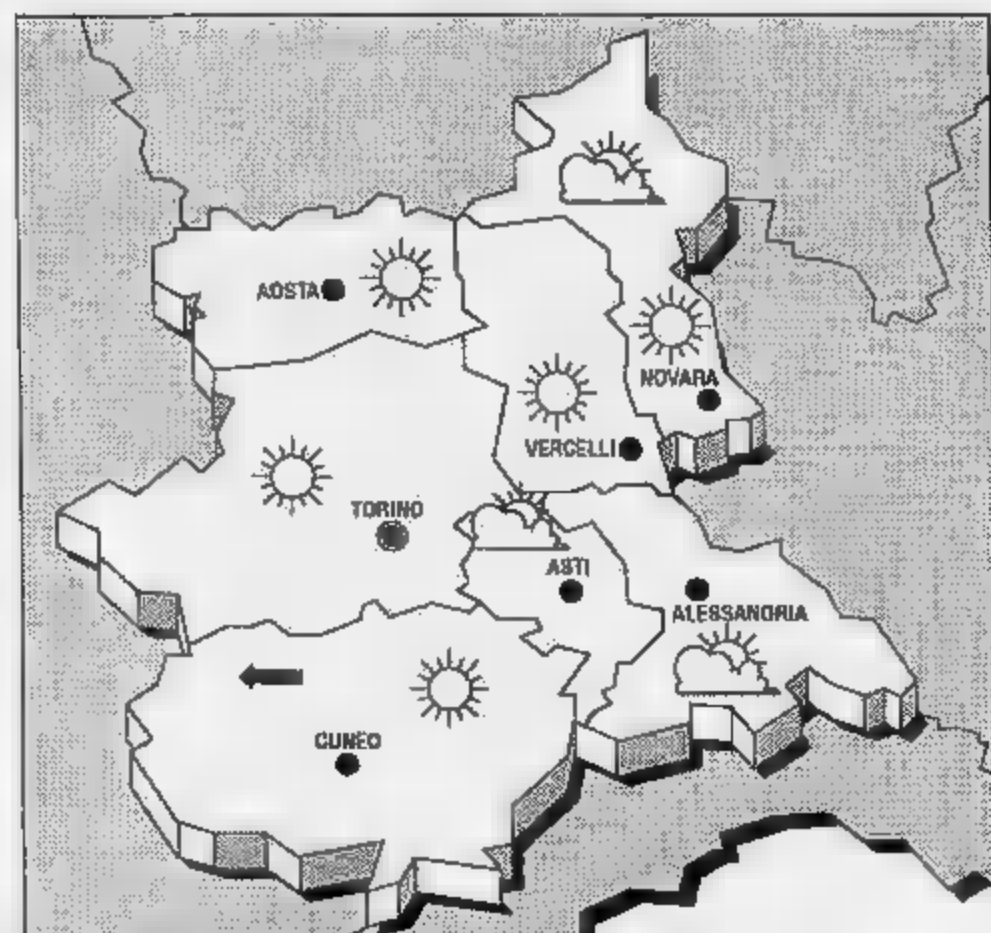 AOSTA
NOVARA
VERCELLI
TORINO
ASTI
ALESSANDRIA
CUNEO